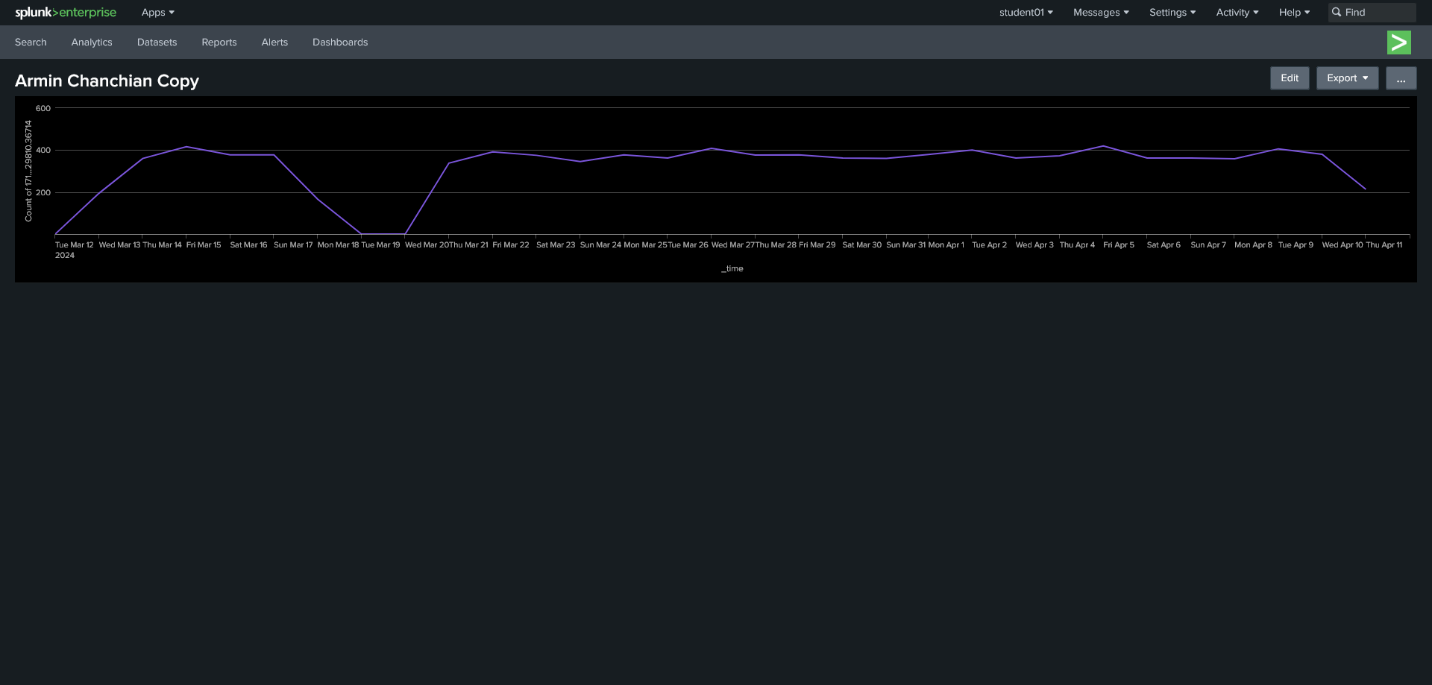 splunk>enterprise Apps student01 Messages Settings Activity Help Find
Search Analytics Datasets Reports Alerts Dashboards
Armin Chanchian Copy Edit Export ...
Count of 171...29810.36714
600
400
200
Tue Mar 12 Wed Mar 13 Thu Mar 14 Fri Mar 15 Sat Mar 16 Sun Mar 17 Mon Mar 18 Tue Mar 19 Wed Mar 20 Thu Mar 21 Fri Mar 22 Sat Mar 23 Sun Mar 24 Mon Mar 25 Tue Mar 26 Wed Mar 27 Thu Mar 28 Fri Mar 29 Sat Mar 30 Sun Mar 31 Mon Apr 1 Tue Apr 2 Wed Apr 3 Thu Apr 4 Fri Apr 5 Sat Apr 6 Sun Apr 7 Mon Apr 8 Tue Apr 9 Wed Apr 10 Thu Apr 11
2024
_time